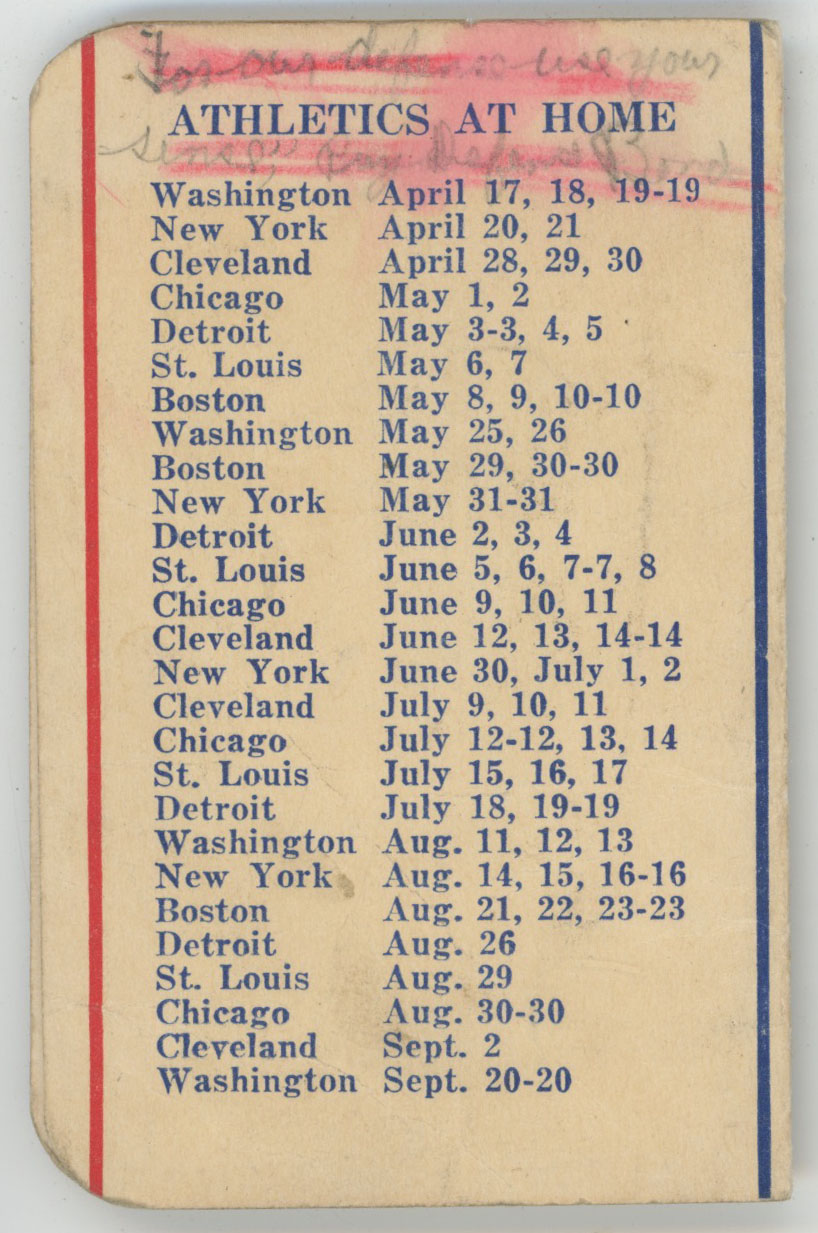 For our defense use your
ATHLETICS AT HOME
Buy Defense Bond
Washington April 17, 18, 19-19
New York April 20, 21
Cleveland April 28, 29, 30
Chicago May 1, 2
Detroit May 3-3, 4, 5
St. Louis May 6, 7
Boston May 8, 9, 10-10
Washington May 25, 26
Boston May 29, 30-30
New York May 31-31
Detroit June 2, 3, 4
St. Louis June 5, 6, 7-7, 8
Chicago June 9, 10, 11
Cleveland June 12, 13, 14-14
New York June 30, July 1, 2
Cleveland July 9, 10, 11
Chicago July 12-12, 13, 14
St. Louis July 15, 16, 17
Detroit July 18, 19-19
Washington Aug. 11, 12, 13
New York Aug. 14, 15, 16-16
Boston Aug. 21, 22, 23-23
Detroit Aug. 26
St. Louis Aug. 29
Chicago Aug. 30-30
Cleveland Sept. 2
Washington Sept. 20-20